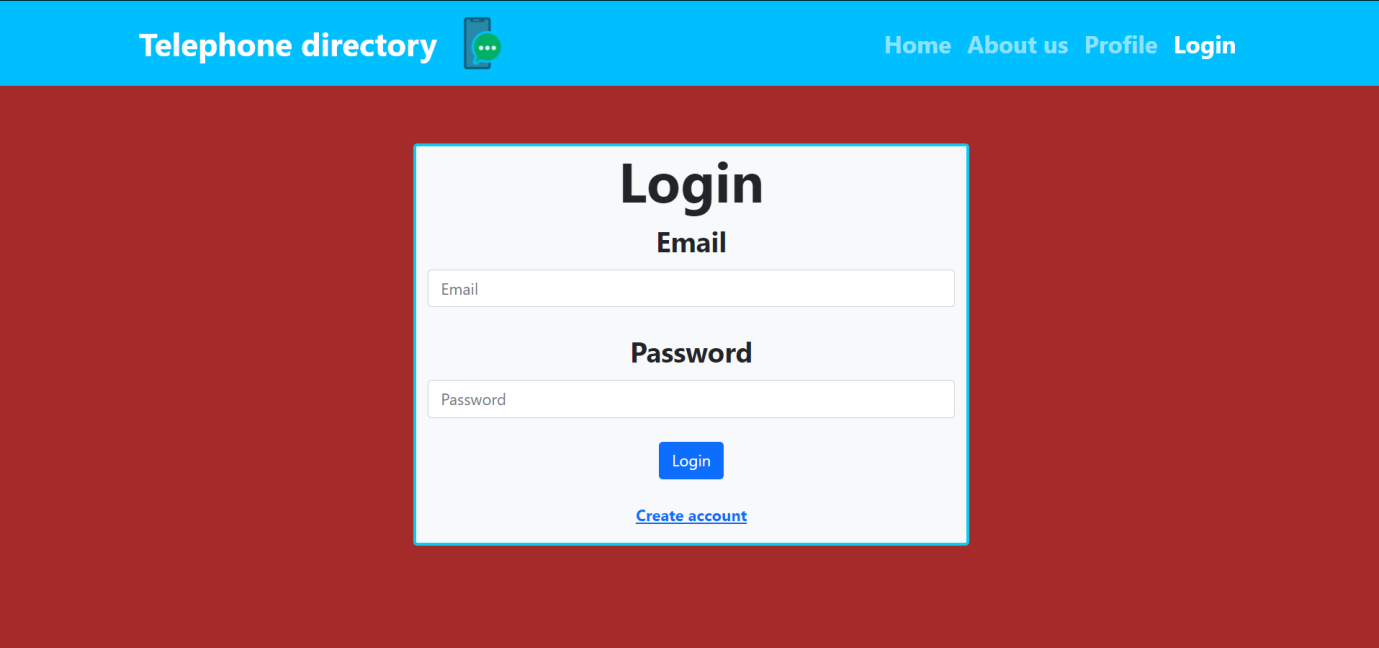 Telephone directory
Home About us Profile Login
Login
Email
Email
Password
Password
Login
Create account